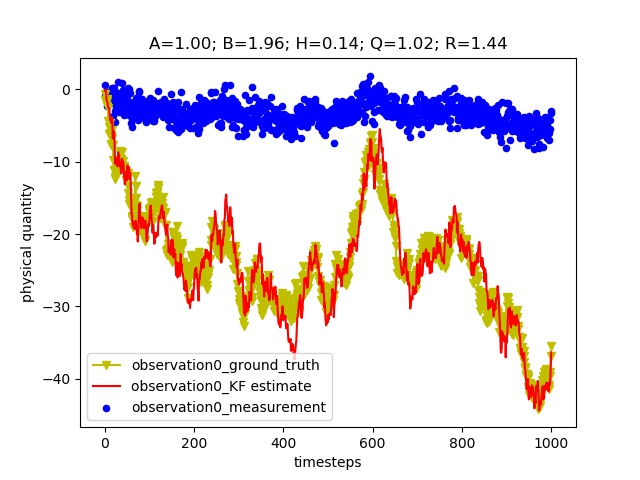 A=1.00; B=1.96; H=0.14; Q=1.02; R=1.44
0
−10
−20
−30
−40
physical quantity
observation0_ground_truth
observation0_KF estimate
observation0_measurement
0 200 400 600 800 1000
timesteps